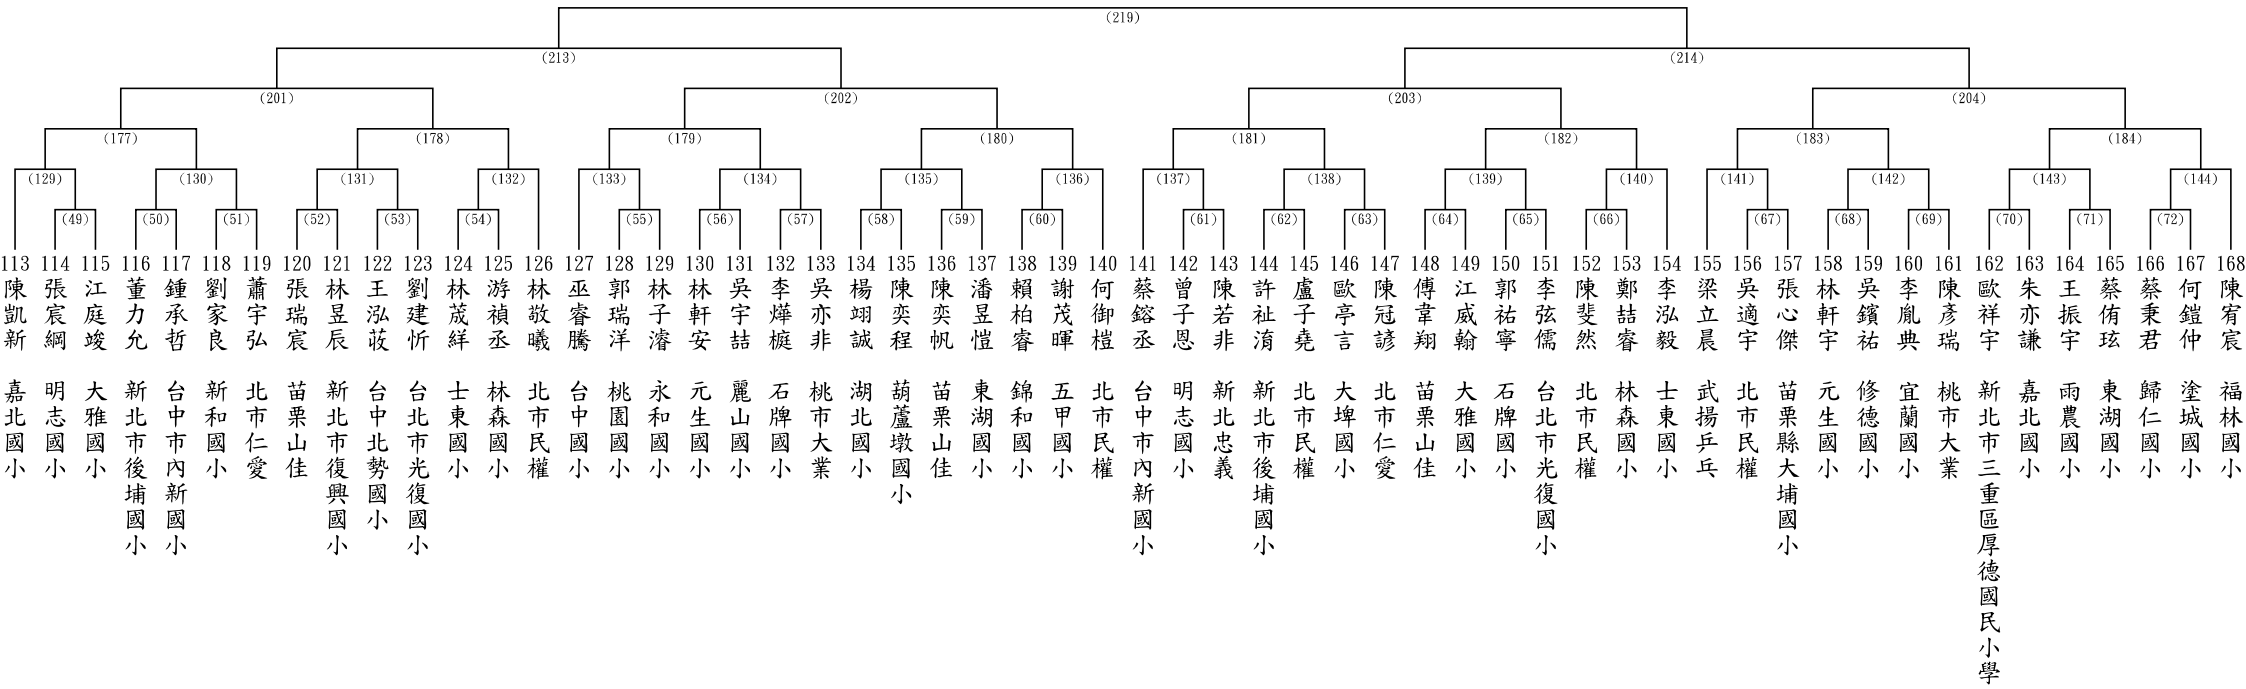 (219)
(213) (214)
(201) (202) (203) (204)
(177) (178) (179) (180) (181) (182) (183) (184)
(129) (130) (131) (132) (133) (134) (135) (136) (137) (138) (139) (140) (141) (142) (143) (144)
(49) (50) (51) (52) (53) (54) (55) (56) (57) (58) (59) (60) (61) (62) (63) (64) (65) (66) (67) (68) (69) (70) (71) (72)
113 陳凱新 嘉北國小
114 張宸綱 明志國小
115 江庭竣 大雅國小
116 董力允 新北市後埔國小
117 鍾承哲 台中市內新國小
118 劉家良 新和國小
119 蕭宇弘 北市仁愛
120 張瑞宸 苗栗山佳
121 林昱辰 新北市復興國小
122 王泓莜 台中北勢國小
123 劉建忻 台北市光復國小
124 林荿絴 士東國小
125 游禎丞 林森國小
126 林敬曦 北市民權
127 巫睿騰 台中國小
128 郭瑞洋 桃園國小
129 林子濬 永和國小
130 林軒安 元生國小
131 吳宇喆 麗山國小
132 李燁榳 石牌國小
133 吳亦非 桃市大業
134 楊翊誠 湖北國小
135 陳奕程 葫蘆墩國小
136 陳奕帆 苗栗山佳
137 潘昱愷 東湖國小
138 賴柏睿 錦和國小
139 謝茂暉 五甲國小
140 何御榿 北市民權
141 蔡鎔丞 台中市內新國小
142 曾子恩 明志國小
143 陳若非 新北忠義
144 許祉淯 新北市後埔國小
145 盧子堯 北市民權
146 歐亭言 大埤國小
147 陳冠諺 北市仁愛
148 傅韋翔 苗栗山佳
149 江威翰 大雅國小
150 郭祐寧 石牌國小
151 李弦儒 台北市光復國小
152 陳斐然 北市民權
153 鄭喆睿 林森國小
154 李泓毅 士東國小
155 梁立晨 武揚乒乓
156 吳適宇 北市民權
157 張心傑 苗栗縣大埔國小
158 林軒宇 元生國小
159 吳鑌祐 修德國小
160 李胤典 宜蘭國小
161 陳彥瑞 桃市大業
162 歐祥宇 新北市三重區厚德國民小學
163 朱亦謙 嘉北國小
164 王振宇 雨農國小
165 蔡侑玹 東湖國小
166 蔡秉君 歸仁國小
167 何鎧仲 塗城國小
168 陳宥宸 福林國小